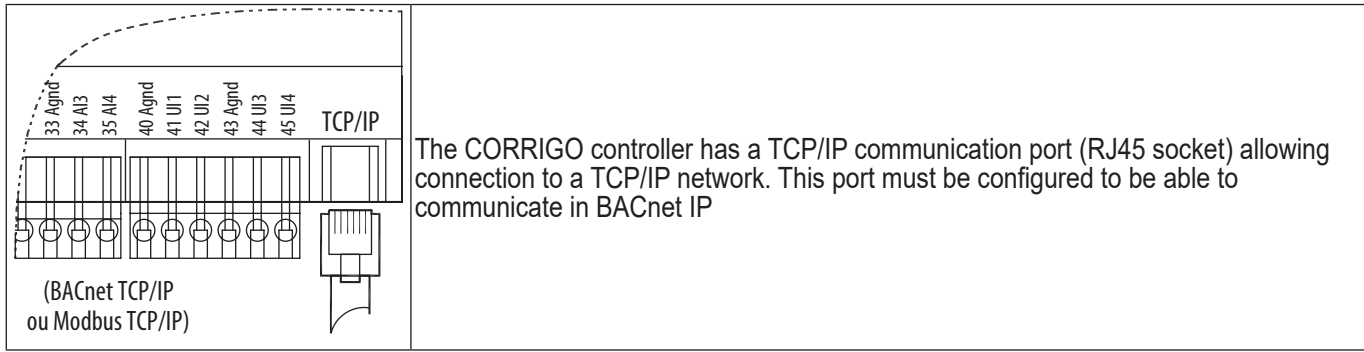 33 Agnd
34 AI3
35 AI4
40 Agnd
41 UI1
42 UI2
43 Agnd
44 UI3
45 UI4
TCP/IP
(BACnet TCP/IP
ou Modbus TCP/IP)
The CORRIGO controller has a TCP/IP communication port (RJ45 socket) allowing
connection to a TCP/IP network. This port must be configured to be able to
communicate in BACnet IP